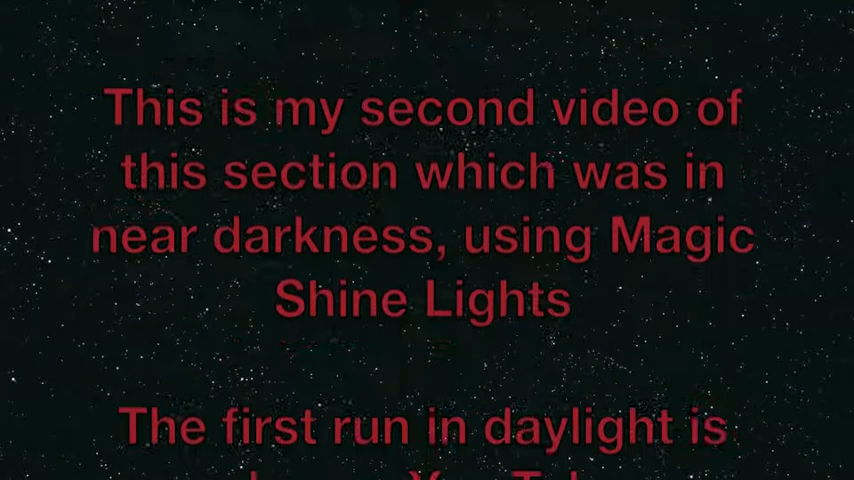 This is my second video of
this section which was in
near darkness, using Magic
Shine Lights
The first run in daylight is